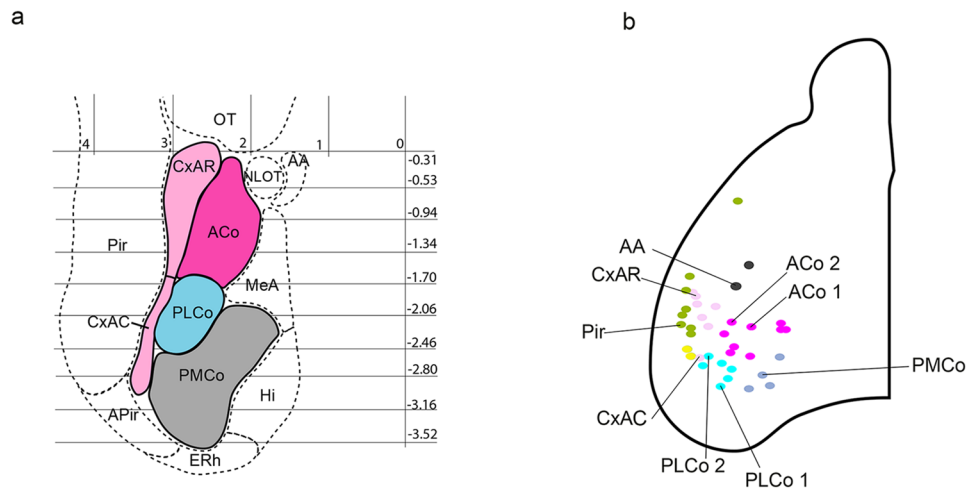 a
b
OT
4
3
2
1
0
CxAR
NLOT
AA
-0.31
-0.53
-0.94
-1.34
-1.70
-2.06
-2.46
-2.80
-3.16
-3.52
ACo
Pir
MeA
PLCo
CxAC
PMCo
APir
Hi
ERh
AA
CxAR
Pir
CxAC
ACo 2
ACo 1
PMCo
PLCo 2
PLCo 1